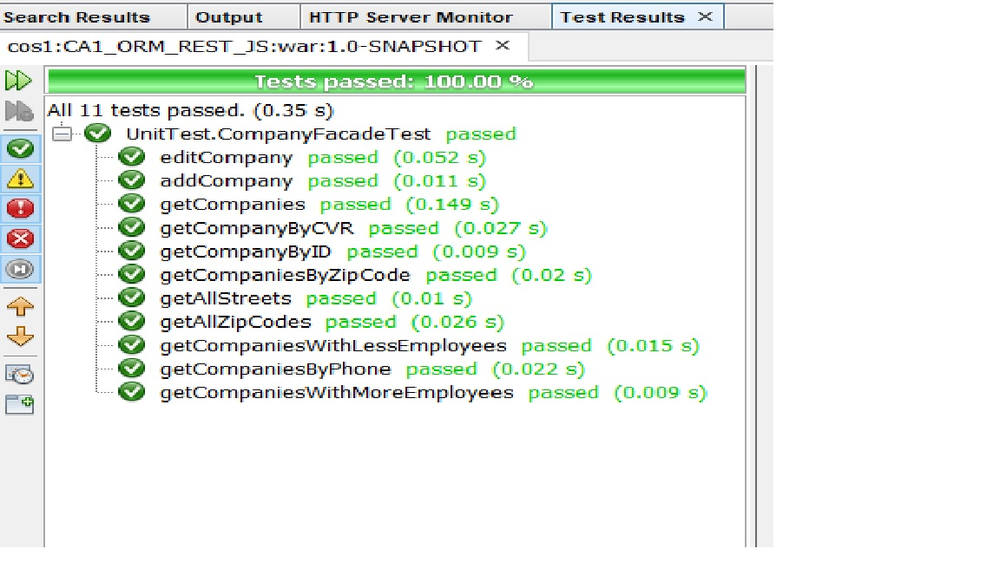 Search Results Output HTTP Server Monitor Test Results ×
cos1:CA1_ORM_REST_JS:war:1.0-SNAPSHOT ×
Tests passed: 100.00 %
All 11 tests passed. (0.35 s)
UnitTest.CompanyFacadeTest passed
editCompany passed (0.052 s)
addCompany passed (0.011 s)
getCompanies passed (0.149 s)
getCompanyByCVR passed (0.027 s)
getCompanyByID passed (0.009 s)
getCompaniesByZipCode passed (0.02 s)
getAllStreets passed (0.01 s)
getAllZipCodes passed (0.026 s)
getCompaniesWithLessEmployees passed (0.015 s)
getCompaniesByPhone passed (0.022 s)
getCompaniesWithMoreEmployees passed (0.009 s)